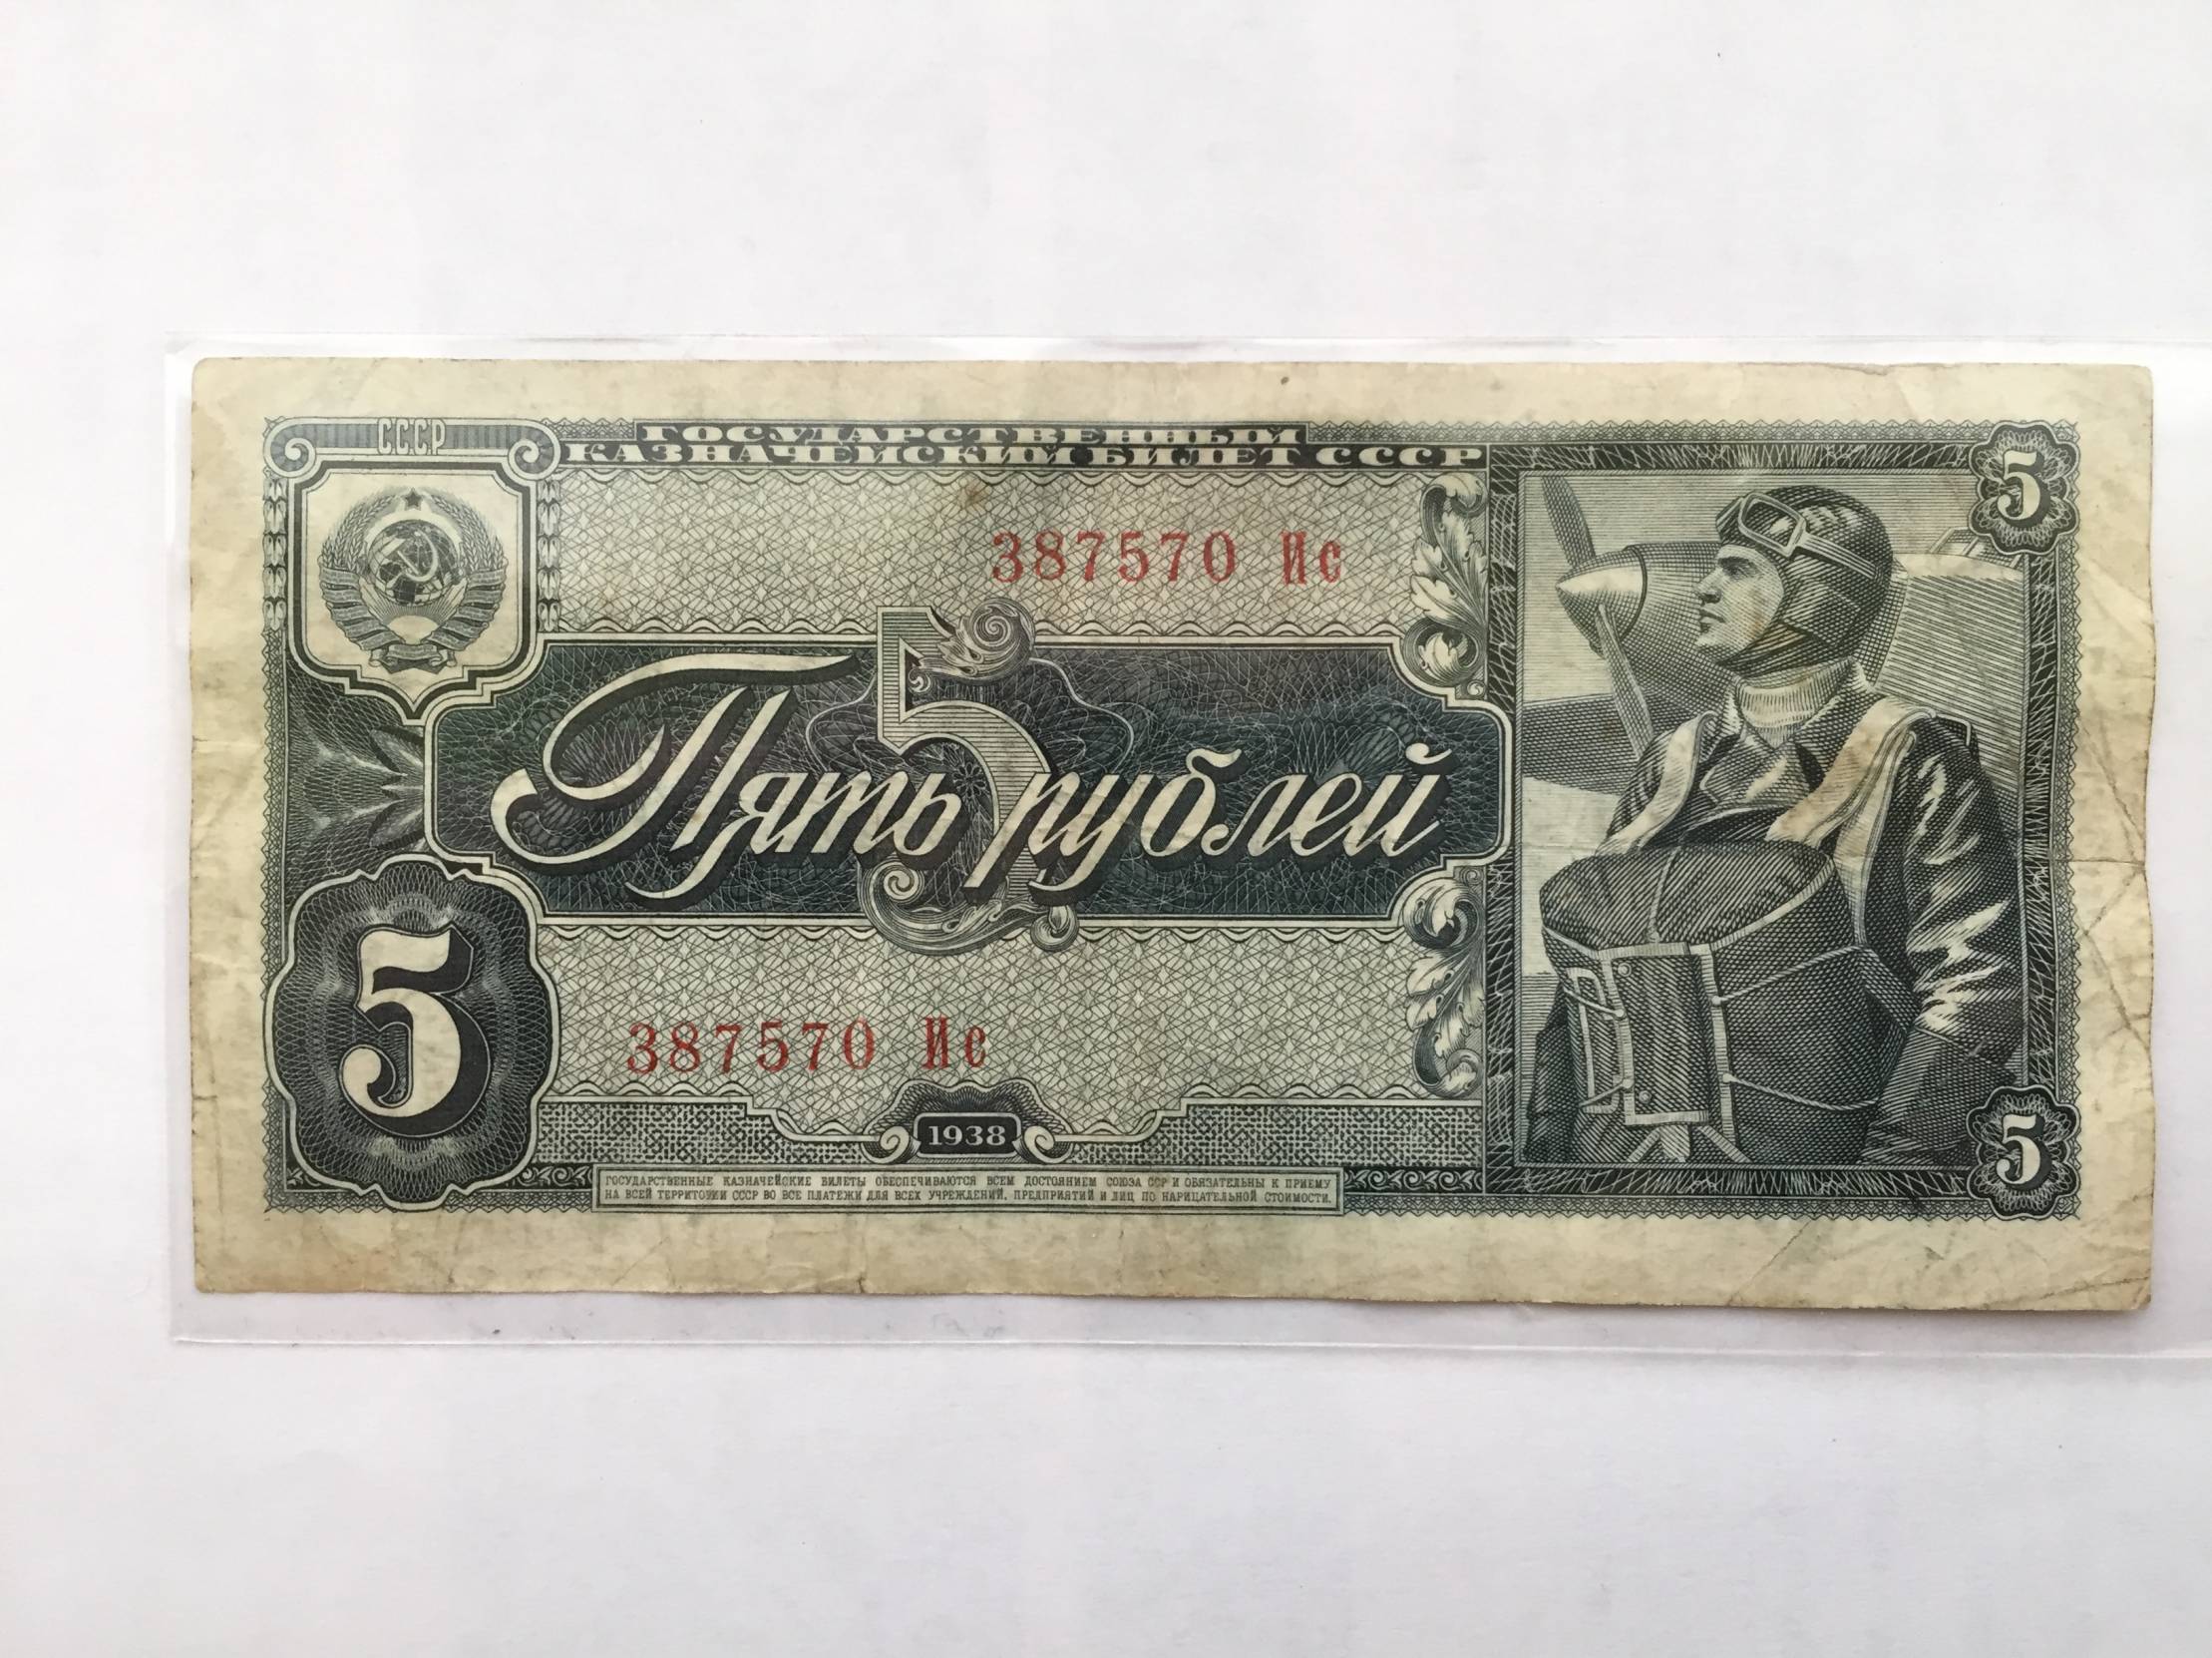 СССР
ГОСУДАРСТВЕННЫЙ
КАЗНАЧЕЙСКИЙ БИЛЕТ СССР
5
387570 Ис
5
Пять рублей
5
387570 Ис
1938
5
ГОСУДАРСТВЕННЫЕ КАЗНАЧЕЙСКИЕ БИЛЕТЫ ОБЕСПЕЧИВАЮТСЯ ВСЕМ ДОСТОЯНИЕМ СОЮЗА ССР И ОБЯЗАТЕЛЬНЫ К ПРИЕМУ
НА ВСЕЙ ТЕРРИТОРИИ СССР ВО ВСЕ ПЛАТЕЖИ ДЛЯ ВСЕХ УЧРЕЖДЕНИЙ, ПРЕДПРИЯТИЙ И ЛИЦ ПО НАРИЦАТЕЛЬНОЙ СТОИМОСТИ.